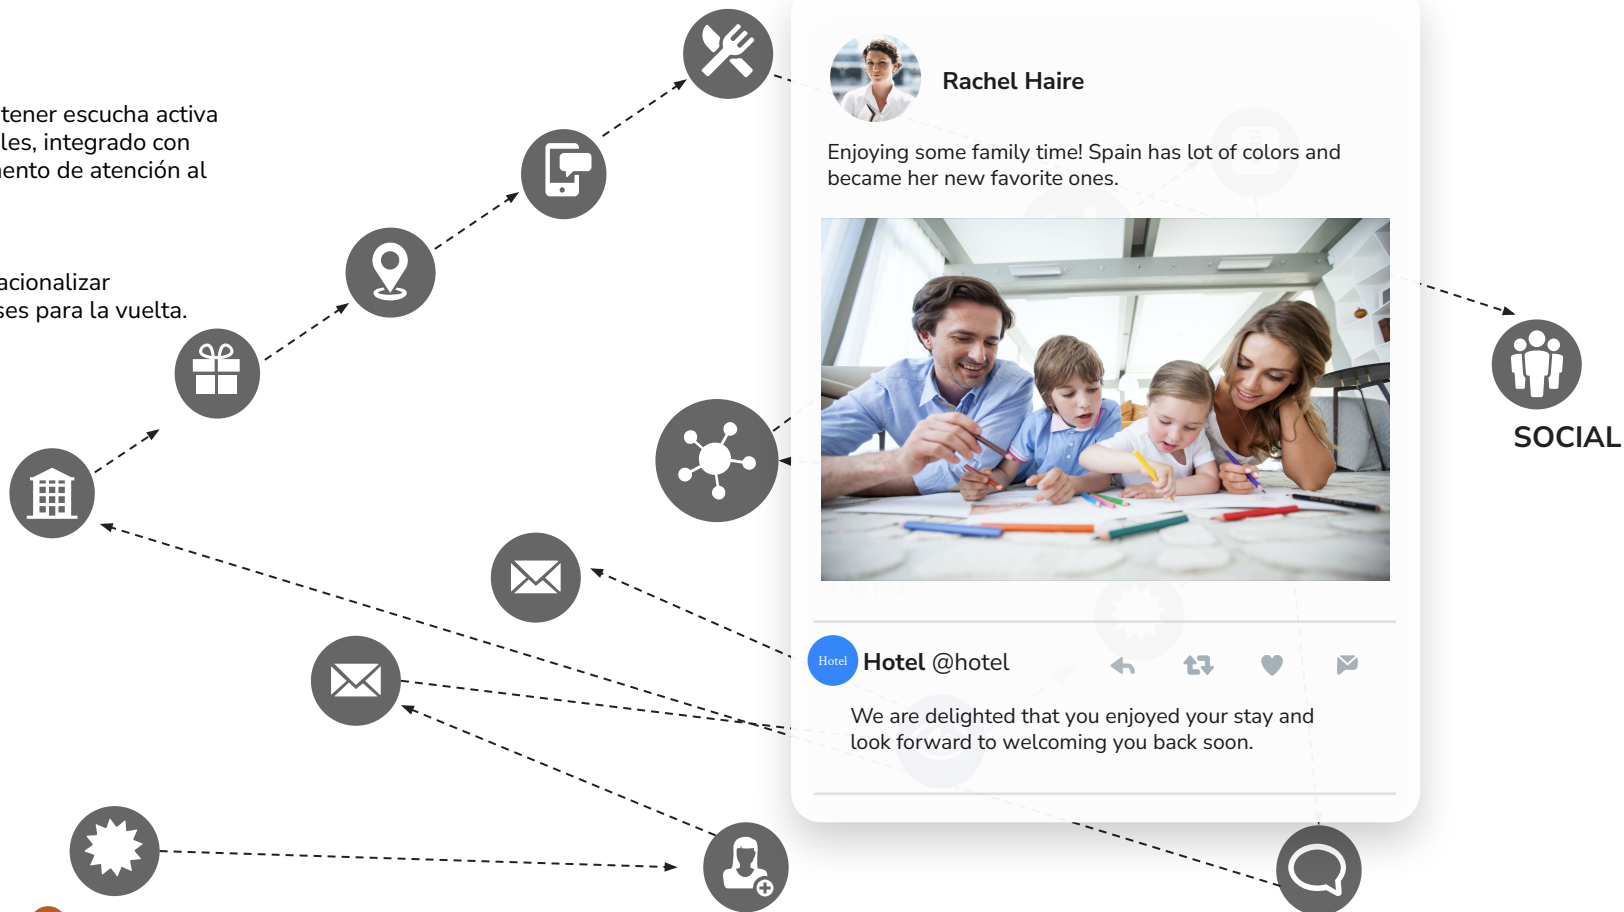 tener escucha activa
les, integrado con
ento de atención al
acionalizar
ses para la vuelta.
Rachel Haire
Enjoying some family time! Spain has lot of colors and
became her new favorite ones.
SOCIAL
Hotel
Hotel @hotel
We are delighted that you enjoyed your stay and
look forward to welcoming you back soon.